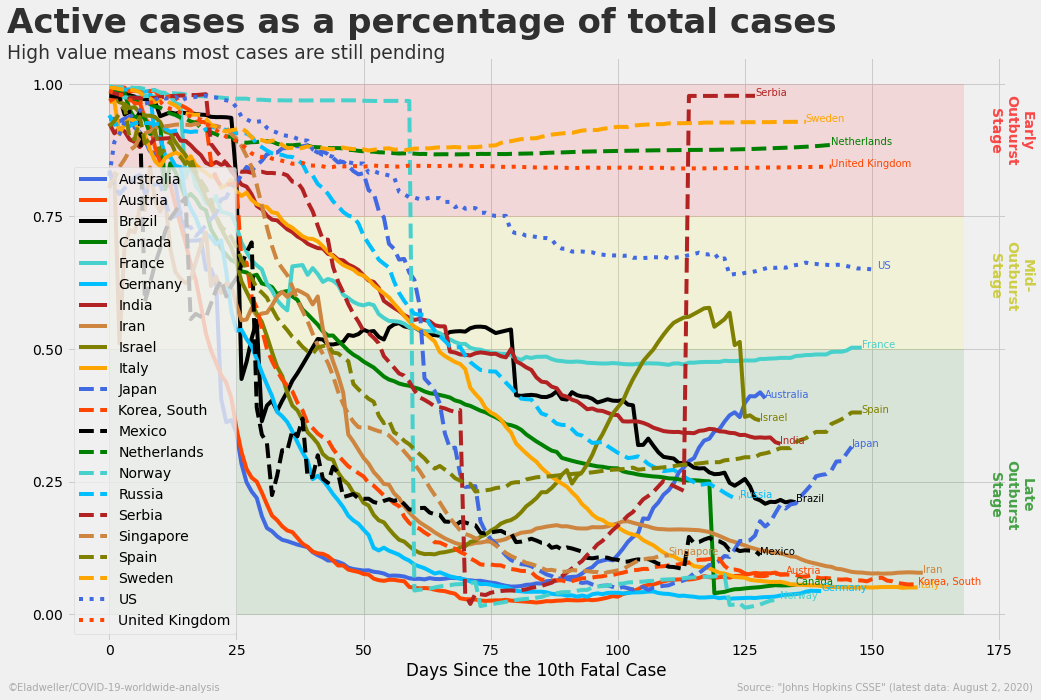 Active cases as a percentage of total cases
High value means most cases are still pending
1.00
0.75
0.50
0.25
0.00
Early
Outburst
Stage
Mid-
Outburst
Stage
Late
Outburst
Stage
Australia
Austria
Brazil
Canada
France
Germany
India
Iran
Israel
Italy
Japan
Korea, South
Mexico
Netherlands
Norway
Russia
Serbia
Singapore
Spain
Sweden
US
United Kingdom
Serbia
Sweden
Netherlands
United Kingdom
US
France
Australia
Spain
Israel
India
Japan
Russia
Brazil
Singapore
Mexico
Iran
Austria
Korea, South
Canada
Italy
Germany
Norway
0
25
50
75
100
125
150
175
Days Since the 10th Fatal Case
©Eladweller/COVID-19-worldwide-analysis
Source: "Johns Hopkins CSSE" (latest data: August 2, 2020)